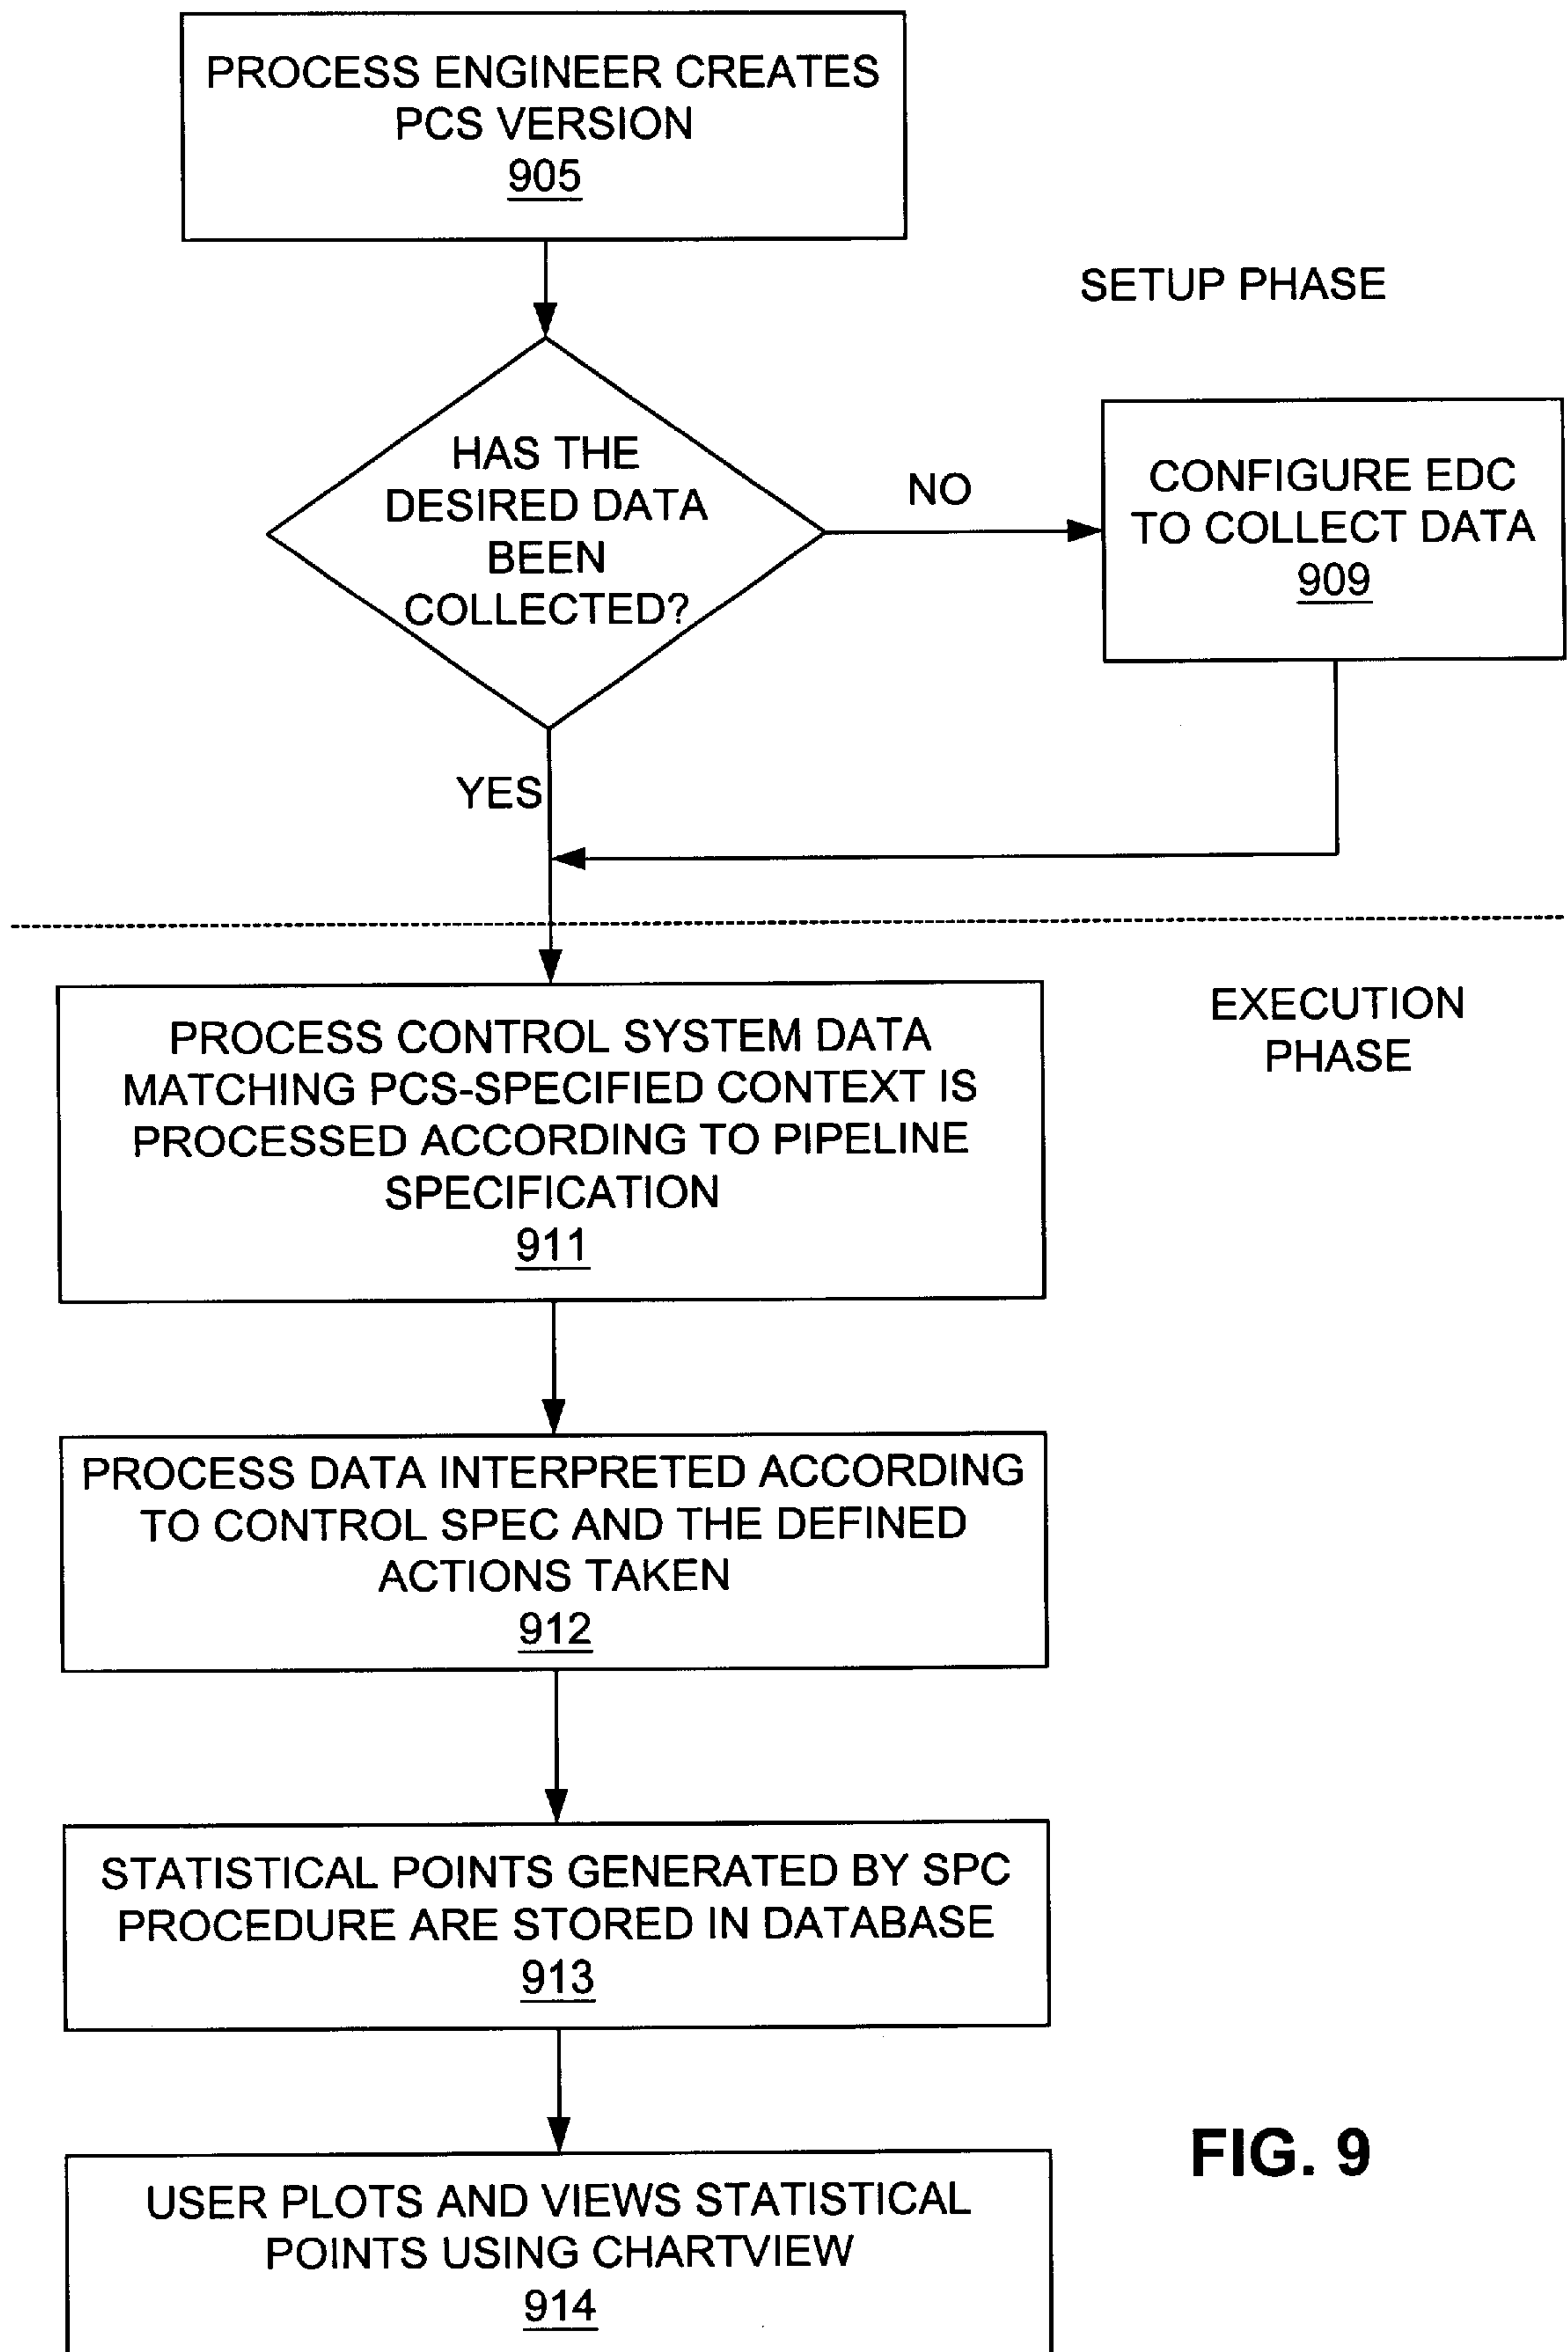 PROCESS ENGINEER CREATES
PCS VERSION
905
SETUP PHASE
HAS THE
DESIRED DATA
BEEN
COLLECTED?
NO
CONFIGURE EDC
TO COLLECT DATA
909
YES
EXECUTION
PHASE
PROCESS CONTROL SYSTEM DATA
MATCHING PCS-SPECIFIED CONTEXT IS
PROCESSED ACCORDING TO PIPELINE
SPECIFICATION
911
PROCESS DATA INTERPRETED ACCORDING
TO CONTROL SPEC AND THE DEFINED
ACTIONS TAKEN
912
STATISTICAL POINTS GENERATED BY SPC
PROCEDURE ARE STORED IN DATABASE
913
USER PLOTS AND VIEWS STATISTICAL
POINTS USING CHARTVIEW
914
FIG. 9